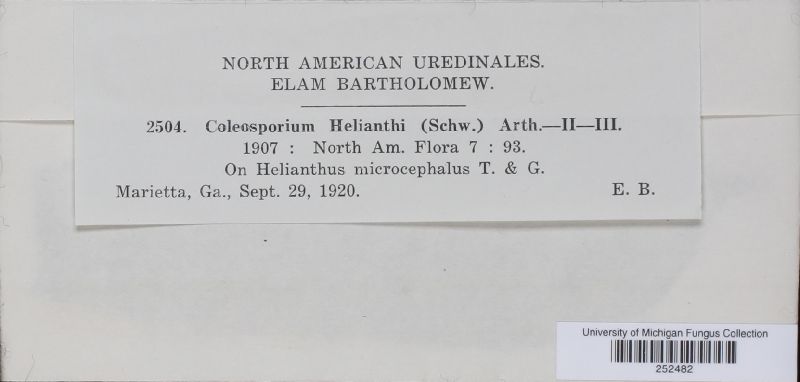 NORTH AMERICAN UREDINALES.
ELAM BARTHOLOMEW.
2504. Coleosporium Helianthi (Schw.) Arth.—II—III.
1907 : North Am. Flora 7 : 93.
On Helianthus microcephalus T. & G.
Marietta, Ga., Sept. 29, 1920. E. B.
University of Michigan Fungus Collection
252482